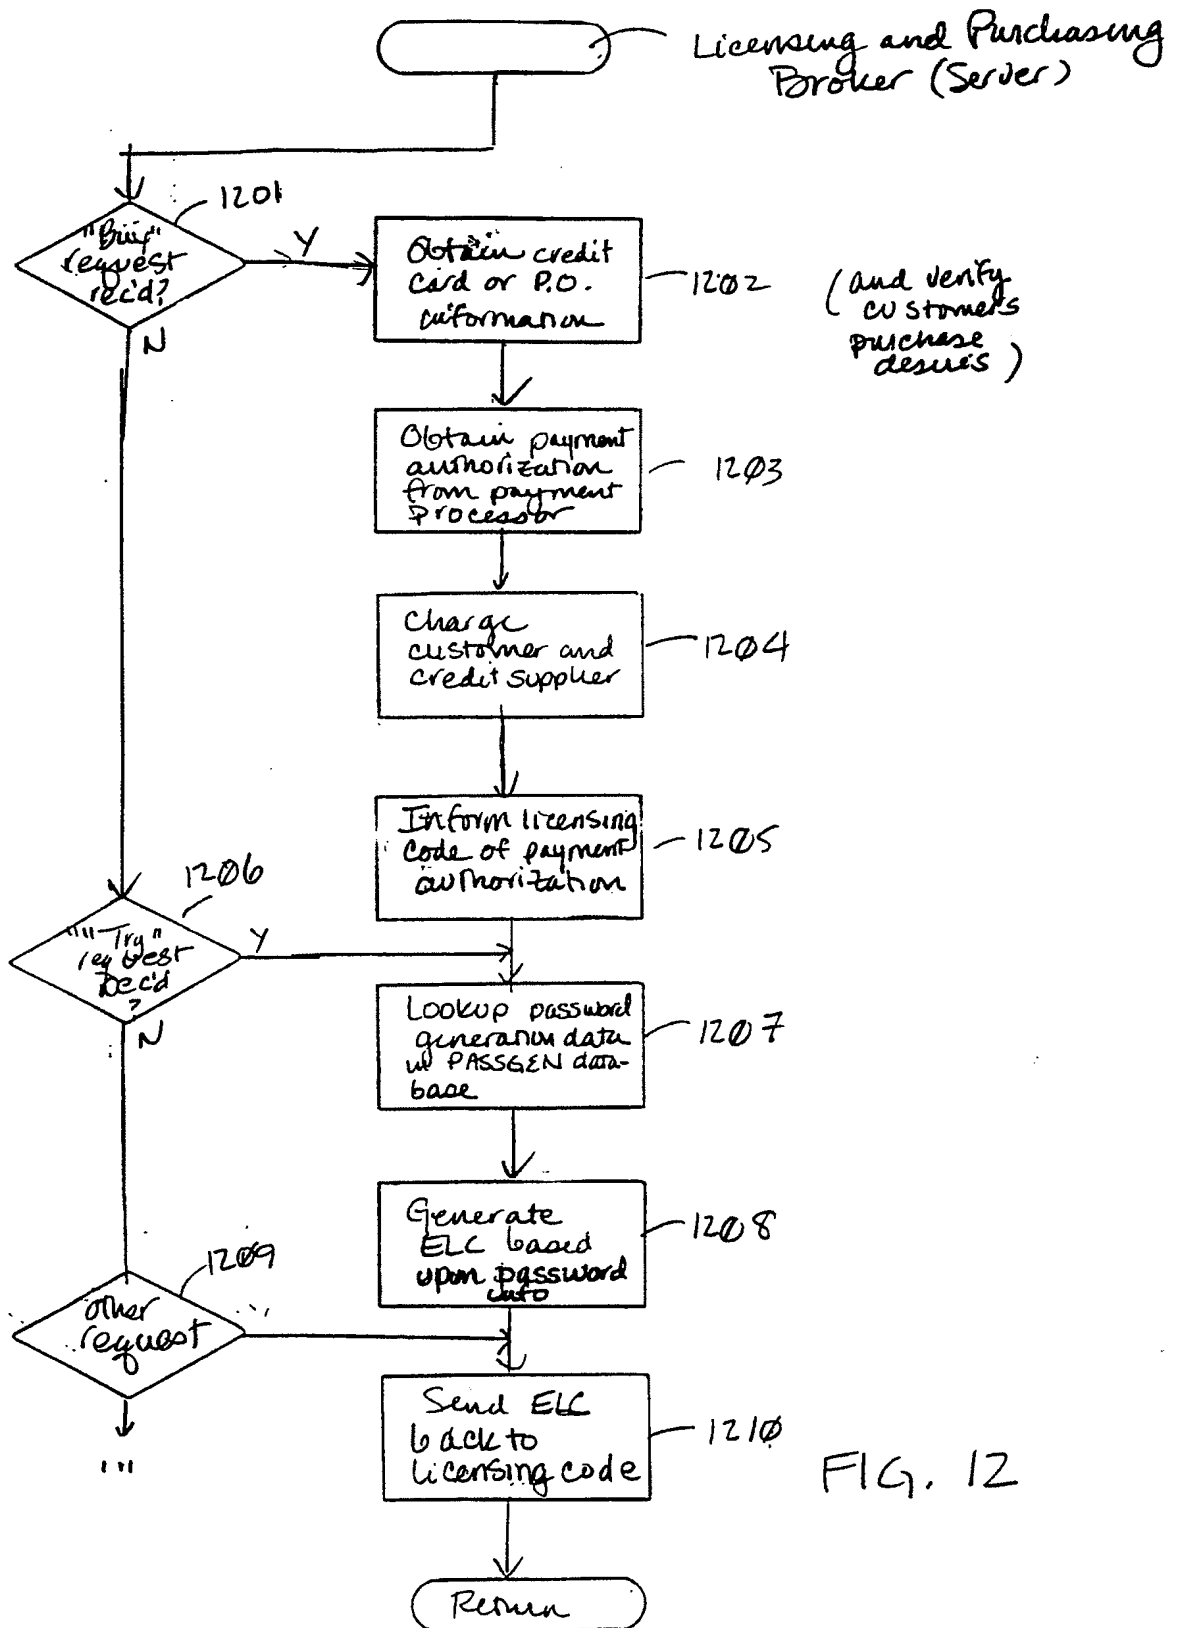 Licensing and Purchasing
Broker (Server)
1201
"Buy"
request
rec'd?
Y
N
Obtain credit
card or P.O.
information
1202
(and verify
customers
purchase
desires)
Obtain payment
authorization
from payment
Processor
1203
Charge
customer and
credit supplier
1204
Inform licensing
code of payment
authorization
1205
1206
"Try"
request
rec'd
?
Y
N
Lookup password
generation data
in PASSGEN data-
base
1207
Generate
ELC based
upon password
info
1208
1209
other
request
Send ELC
back to
licensing code
1210
FIG. 12
Return